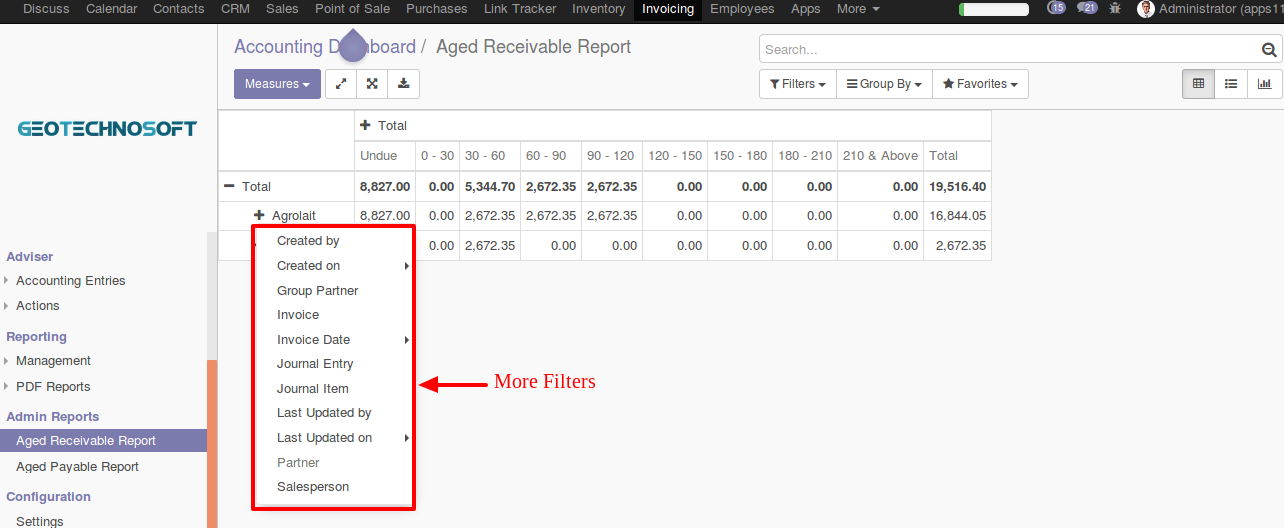 Discuss Calendar Contacts CRM Sales Point of Sale Purchases Link Tracker Inventory Invoicing Employees Apps More 15 21 Administrator (apps11
Accounting D board / Aged Receivable Report
Search...
Measures Filters Group By Favorites
GEOTECHNOSOFT
Total
Undue 0 - 30 30 - 60 60 - 90 90 - 120 120 - 150 150 - 180 180 - 210 210 & Above Total
Total 8,827.00 0.00 5,344.70 2,672.35 2,672.35 0.00 0.00 0.00 0.00 19,516.40
Agrolait 8,827.00 0.00 2,672.35 2,672.35 2,672.35 0.00 0.00 0.00 0.00 16,844.05
0.00 2,672.35 0.00 0.00 0.00 0.00 0.00 0.00 2,672.35
Created by
Created on
Group Partner
Invoice
Invoice Date
Journal Entry
Journal Item
Last Updated by
Last Updated on
Partner
Salesperson
More Filters
Adviser
Accounting Entries
Actions
Reporting
Management
PDF Reports
Admin Reports
Aged Receivable Report
Aged Payable Report
Configuration
Settings